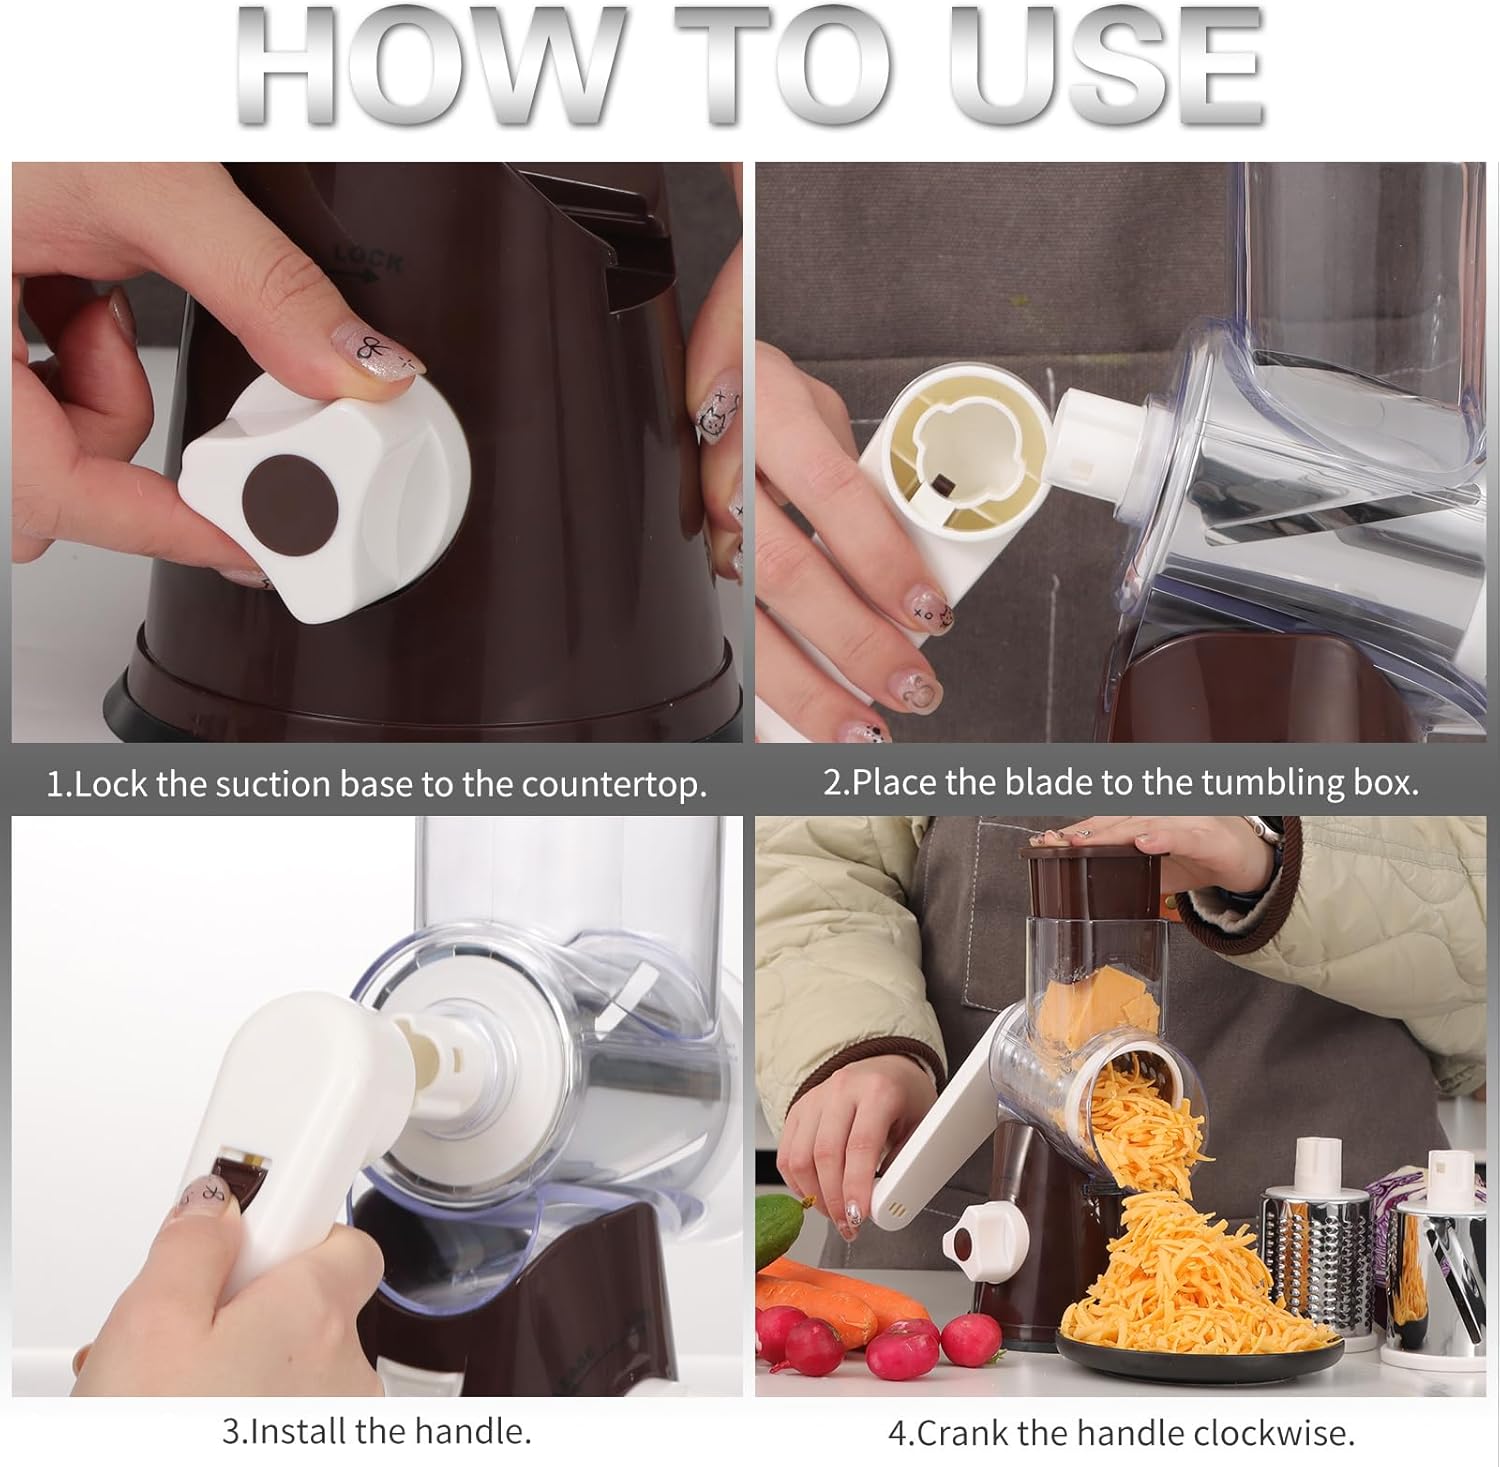 HOW TO USE
LOCK
1.Lock the suction base to the countertop.
2.Place the blade to the tumbling box.
3.Install the handle.
4.Crank the handle clockwise.